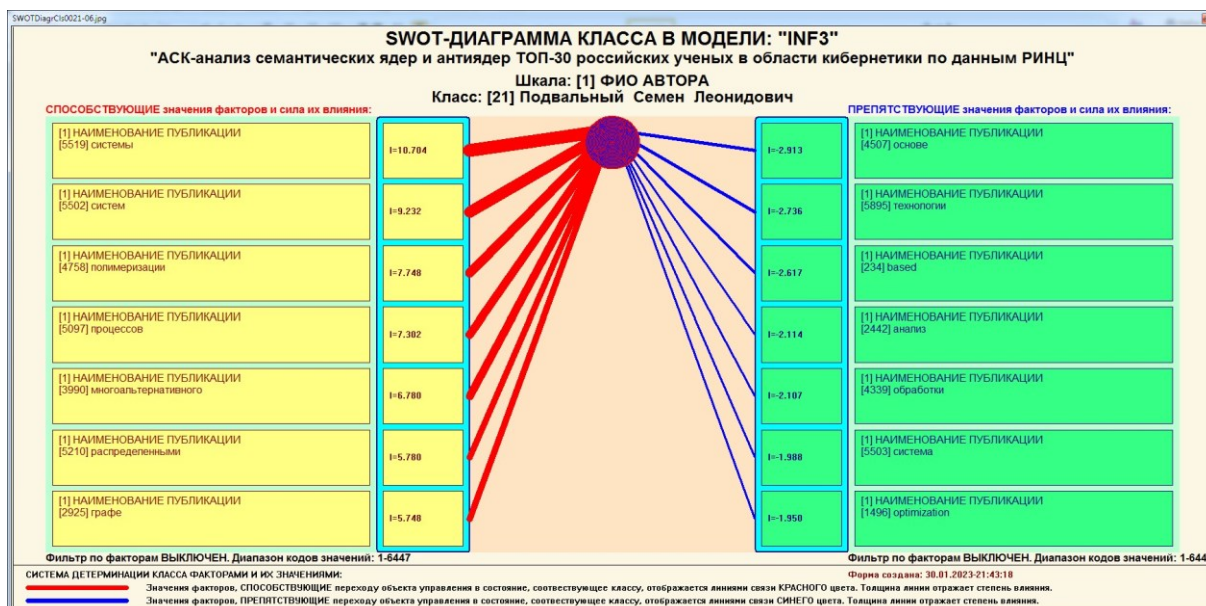 SWOTDiagrCls0021-06.jpg
SWOT-ДИАГРАММА КЛАССА В МОДЕЛИ: "INF3"
"АСК-анализ семантических ядер и антиядер ТОП-30 российских ученых в области кибернетики по данным РИНЦ"
Шкала: [1] ФИО АВТОРА
Класс: [21] Подвальный Семен Леонидович
СПОСОБСТВУЮЩИЕ значения факторов и сила их влияния:
[1] НАИМЕНОВАНИЕ ПУБЛИКАЦИИ
[5519] системы
I=10.704
[1] НАИМЕНОВАНИЕ ПУБЛИКАЦИИ
[5502] систем
I=9.232
[1] НАИМЕНОВАНИЕ ПУБЛИКАЦИИ
[4758] полимеризации
I=7.748
[1] НАИМЕНОВАНИЕ ПУБЛИКАЦИИ
[5097] процессов
I=7.302
[1] НАИМЕНОВАНИЕ ПУБЛИКАЦИИ
[3990] многоальтернативного
I=6.780
[1] НАИМЕНОВАНИЕ ПУБЛИКАЦИИ
[5210] распределенными
I=5.780
[1] НАИМЕНОВАНИЕ ПУБЛИКАЦИИ
[2925] графе
I=5.748
ПРЕПЯТСТВУЮЩИЕ значения факторов и сила их влияния:
I=-2.913
[1] НАИМЕНОВАНИЕ ПУБЛИКАЦИИ
[4507] основе
I=-2.736
[1] НАИМЕНОВАНИЕ ПУБЛИКАЦИИ
[5895] технологии
I=-2.617
[1] НАИМЕНОВАНИЕ ПУБЛИКАЦИИ
[234] based
I=-2.114
[1] НАИМЕНОВАНИЕ ПУБЛИКАЦИИ
[2442] анализ
I=-2.107
[1] НАИМЕНОВАНИЕ ПУБЛИКАЦИИ
[4339] обработки
I=-1.988
[1] НАИМЕНОВАНИЕ ПУБЛИКАЦИИ
[5503] система
I=-1.950
[1] НАИМЕНОВАНИЕ ПУБЛИКАЦИИ
[1496] optimization
Фильтр по факторам ВЫКЛЮЧЕН. Диапазон кодов значений: 1-6447
Фильтр по факторам ВЫКЛЮЧЕН. Диапазон кодов значений: 1-644
СИСТЕМА ДЕТЕРМИНАЦИИ КЛАССА ФАКТОРАМИ И ИХ ЗНАЧЕНИЯМИ:
Форма создана: 30.01.2023-21:43:18
Значения факторов, СПОСОБСТВУЮЩИЕ переходу объекта управления в состояние, соотвествующее классу, отображается линиями связи КРАСНОГО цвета. Толщина линии отражает степень влияния.
Значения факторов, ПРЕПЯТСТВУЮЩИЕ переходу объекта управления в состояние, соотвествующее классу, отображается линиями связи СИНЕГО цвета. Толщина линии отражает степень влияния.